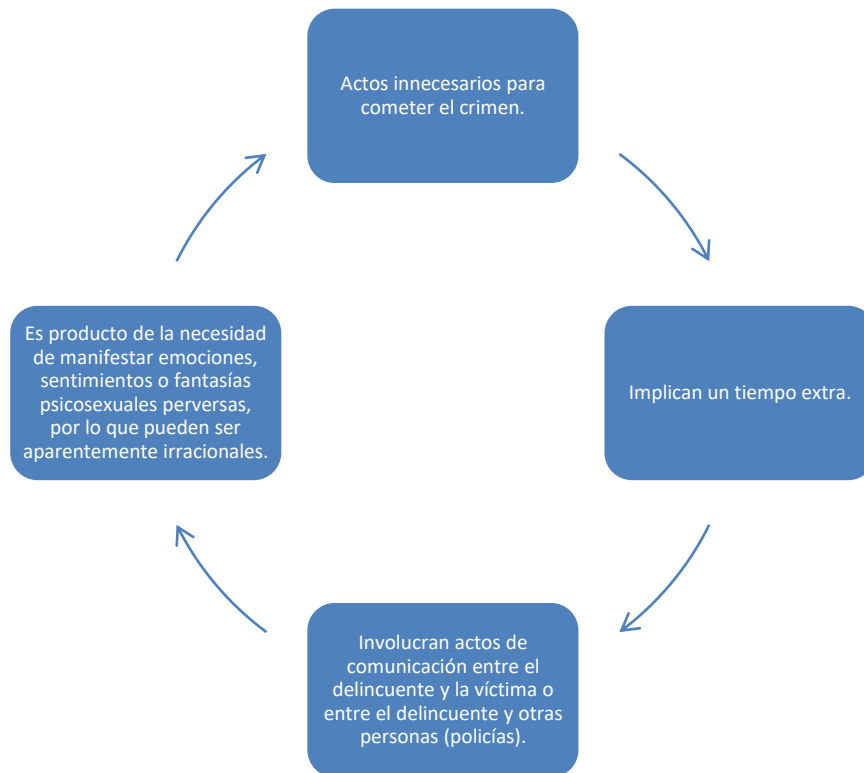 Actos innecesarios para
cometer el crimen.
Implican un tiempo extra.
Involucran actos de
comunicación entre el
delincuente y la víctima o
entre el delincuente y otras
personas (policías).
Es producto de la necesidad
de manifestar emociones,
sentimientos o fantasías
psicosexuales perversas,
por lo que pueden ser
aparentemente irracionales.